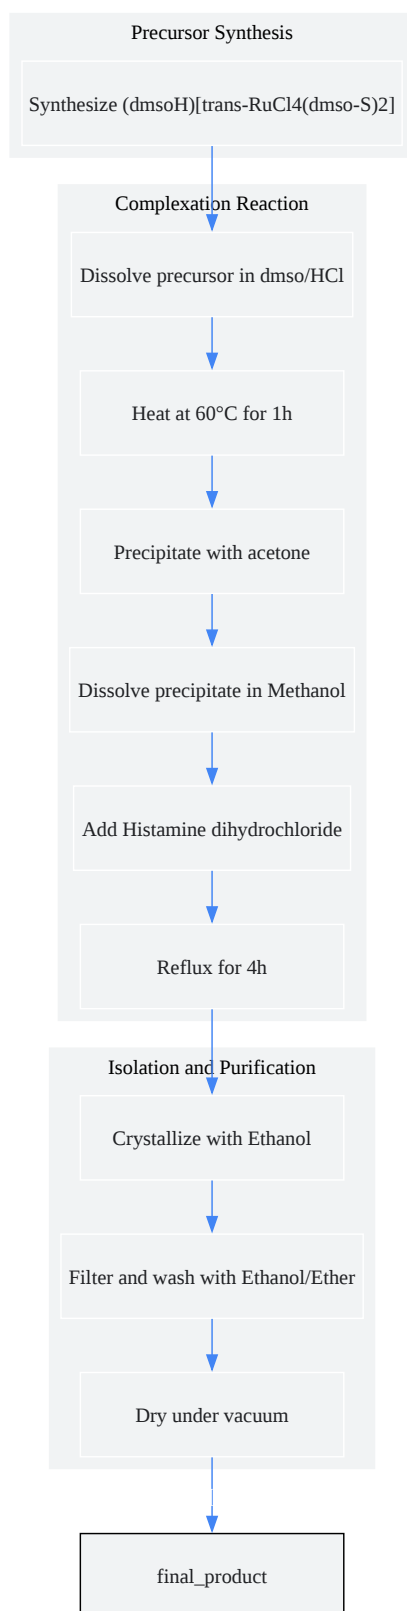 Precursor Synthesis
Synthesize (dmsoH)[trans-RuCl4(dmso-S)2]
Complexation Reaction
Dissolve precursor in dmso/HCl
Heat at 60°C for 1h
Precipitate with acetone
Dissolve precipitate in Methanol
Add Histamine dihydrochloride
Reflux for 4h
Isolation and Purification
Crystallize with Ethanol
Filter and wash with Ethanol/Ether
Dry under vacuum
final_product